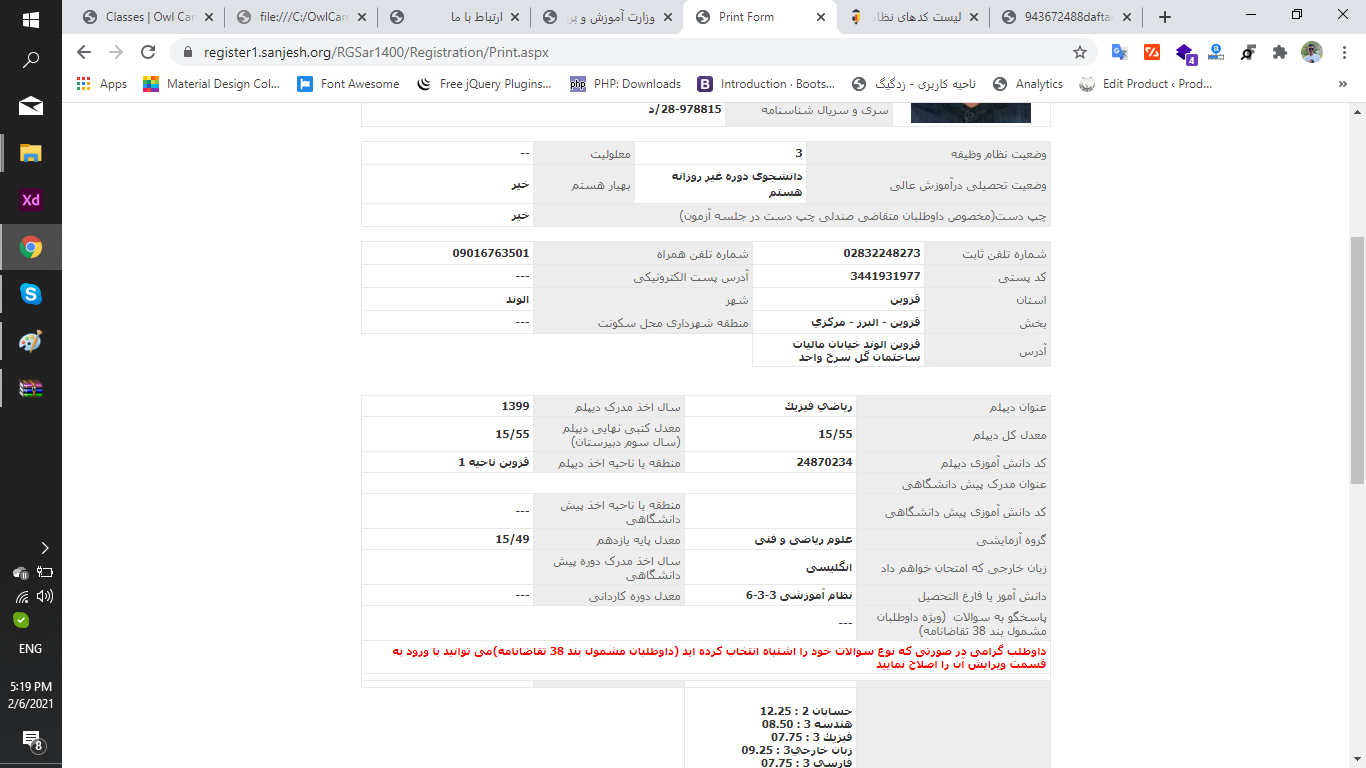 Classes | Owl Car
file:///C:/OwlCar
ارتباط با ما
وزارت آموزش و پر
Print Form
لیست کدهای نظاه
943672488daftar
register1.sanjesh.org/RGSar1400/Registration/Print.aspx
4
Apps
Material Design Col...
Font Awesome
Free jQuery Plugins...
php PHP: Downloads
B Introduction · Boots...
ناحیه کاربری - زدگیگ
Analytics
Edit Product ‹ Prod...
»
سری و سریال شناسنامه 28-978815/د
وضعیت نظام وظیفه 3 معلولیت --
وضعیت تحصیلی درآموزش عالی دانشجوی دوره غیر روزانه هستم بهیار هستم خیر
چپ دست(مخصوص داوطلبان متقاضی صندلی چپ دست در جلسه آزمون) خیر
شماره تلفن ثابت 02832248273 شماره تلفن همراه 09016763501
کد پستی 3441931977 آدرس پست الکترونیکی ---
استان قزوین شهر الوند
بخش قزوین - البرز - مرکزي منطقه شهرداری محل سکونت ---
آدرس قزوین الوند خیابان مالیات
ساختمان گل سرخ واحد
عنوان دیپلم رياضي فيزيك سال اخذ مدرک دیپلم 1399
معدل کل دیپلم 15/55 معدل کتبی نهایی دیپلم (سال سوم دبیرستان) 15/55
کد دانش آموزی دیپلم 24870234 منطقه یا ناحیه اخذ دیپلم قزوین ناحیه 1
عنوان مدرک پیش دانشگاهی
کد دانش آموزی پیش دانشگاهی منطقه یا ناحیه اخذ پیش دانشگاهی ---
گروه آزمایشی علوم ریاضی و فنی معدل پایه یازدهم 15/49
زبان خارجی که امتحان خواهم داد انگلیسی سال اخذ مدرک دوره پیش دانشگاهی
دانش آموز یا فارغ التحصیل نظام آموزشی 3-3-6 معدل دوره کاردانی ---
پاسخگو به سوالات (ویژه داوطلبان مشمول بند 38 تقاضانامه) ---
داوطلب گرامی در صورتی که نوع سوالات خود را اشتباه انتخاب کرده اید (داوطلبان مشمول بند 38 تقاضانامه)می توانید با ورود به
قسمت ویرایش آن را اصلاح نمایید
حسابان 2 : 12.25
هندسه 3 : 08.50
فيزيك 3 : 07.75
زبان خارجي3 : 09.25
فارسی 3 : 07.75
Xd
ENG
5:19 PM
2/6/2021
8